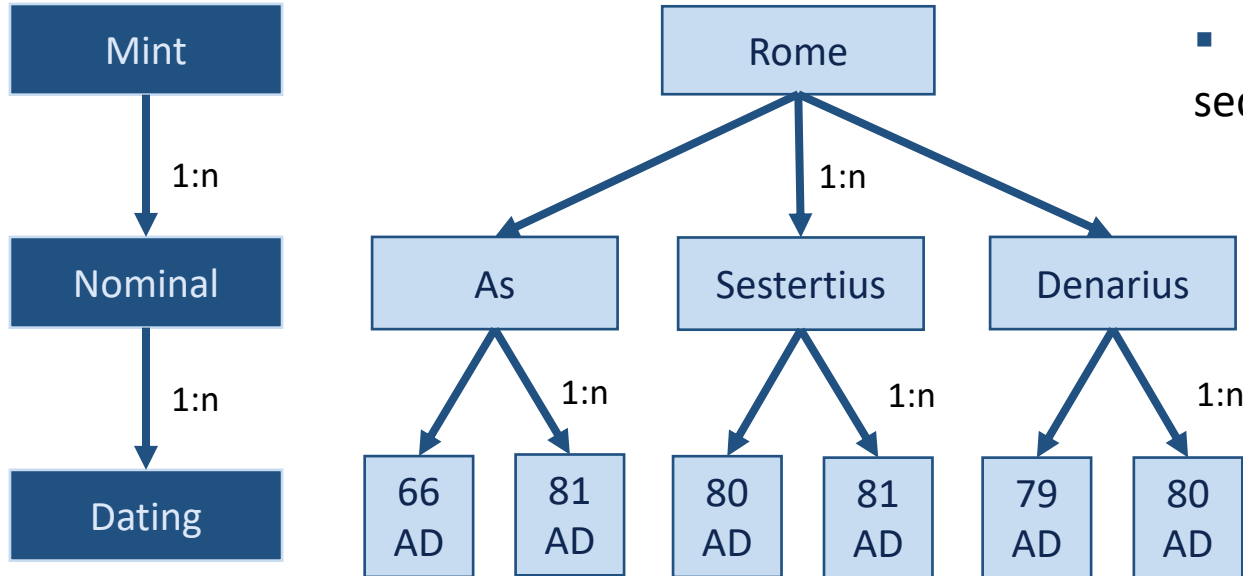 Mint
Rome
▪
1:n
1:n
Nominal
As
Sestertius
Denarius
1:n
1:n
1:n
1:n
Dating
66
AD
81
AD
80
AD
81
AD
79
AD
80
AD